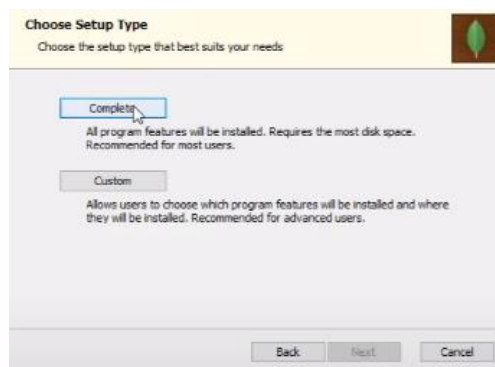 Choose Setup Type
Choose the setup type that best suits your needs
Complete
All program features will be installed. Requires the most disk space.
Recommended for most users.
Custom
Allows users to choose which program features will be installed and where
they will be installed. Recommended for advanced users.
Back Next Cancel